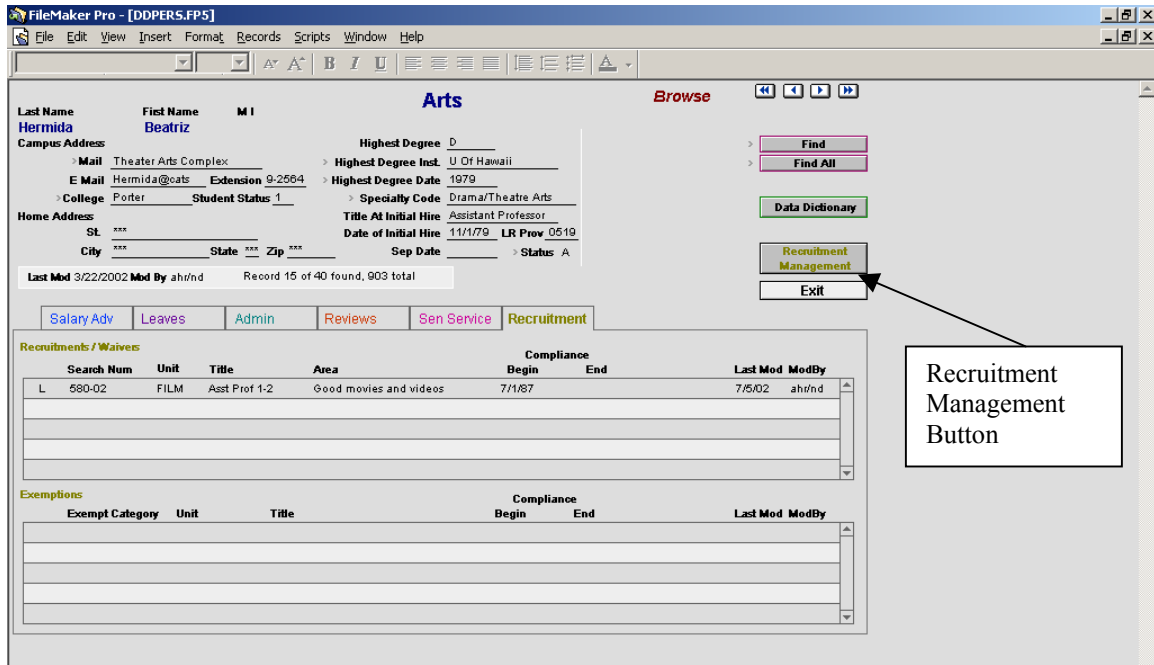 FileMaker Pro - [DDPERS.FP5]
File Edit View Insert Format Records Scripts Window Help
B I U A
Arts
Browse
Last Name First Name M I
Hermida Beatriz
Campus Address
Mail Theater Arts Complex
E Mail Hermida@cats Extension 9-2564
College Porter Student Status 1
Home Address
St. ***
City *** State *** Zip ***
Highest Degree D
Highest Degree Inst. U Of Hawaii
Highest Degree Date 1979
Specialty Code Drama/Theatre Arts
Title At Initial Hire Assistant Professor
Date of Initial Hire 11/1/79 LR Prov 0519
Sep Date Status A
Find
Find All
Data Dictionary
Recruitment
Management
Exit
Last Mod 3/22/2002 Mod By ahr/nd Record 15 of 40 found, 903 total
Salary Adv Leaves Admin Reviews Sen Service Recruitment
Recruitments / Waivers
Compliance
Search Num Unit Title Area Begin End Last Mod ModBy
L 580-02 FILM Asst Prof 1-2 Good movies and videos 7/1/87 7/5/02 ahr/nd
Exemptions
Compliance
Exempt Category Unit Title Begin End Last Mod ModBy
Recruitment
Management
Button